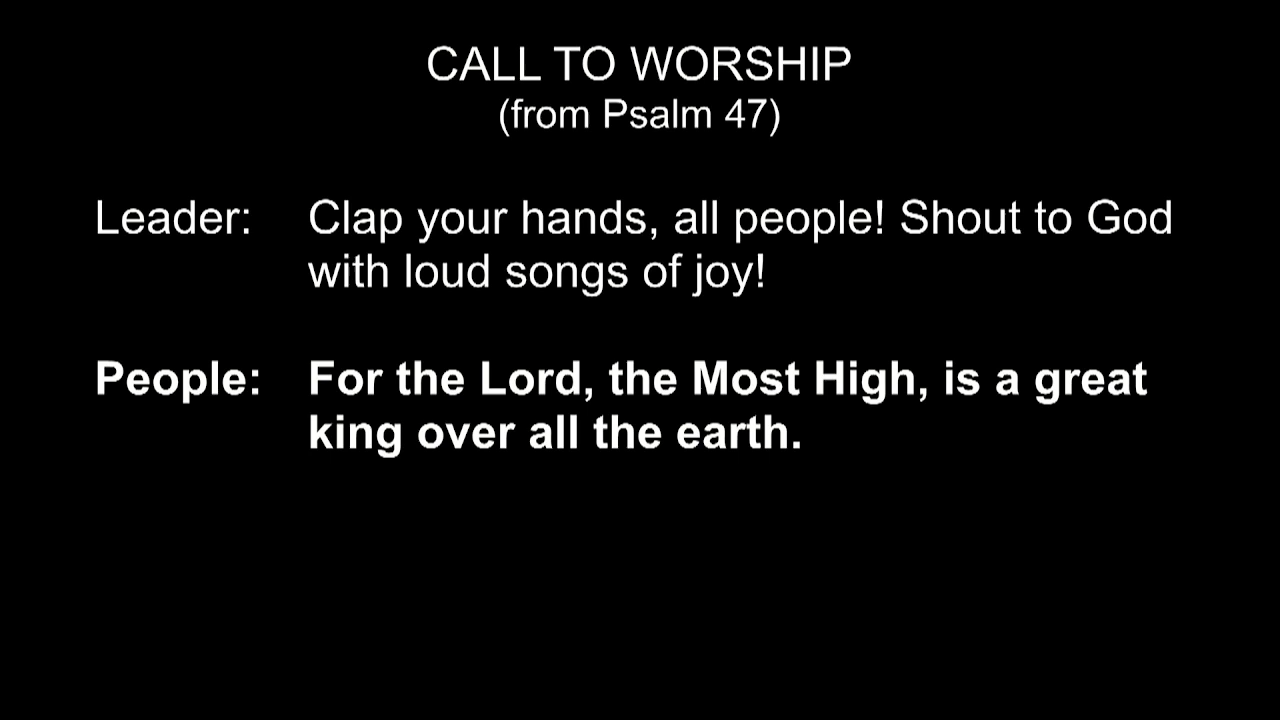 CALL TO WORSHIP
(from Psalm 47)
Leader: Clap your hands, all people! Shout to God
with loud songs of joy!
People: For the Lord, the Most High, is a great
king over all the earth.